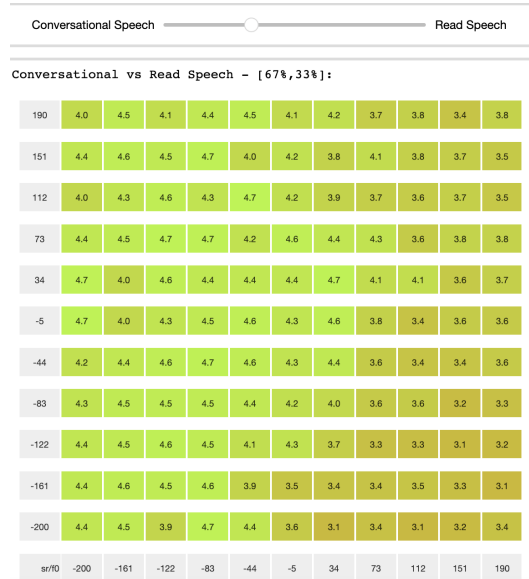 Conversational Speech Read Speech
Conversational vs Read Speech - [67%,33%]:
190 4.0 4.5 4.1 4.4 4.5 4.1 4.2 3.7 3.8 3.4 3.8
151 4.4 4.6 4.5 4.7 4.0 4.2 3.8 4.1 3.8 3.7 3.5
112 4.0 4.3 4.6 4.3 4.7 4.2 3.9 3.7 3.6 3.7 3.5
73 4.4 4.5 4.7 4.7 4.2 4.6 4.4 4.3 3.6 3.8 3.8
34 4.7 4.0 4.6 4.4 4.4 4.4 4.7 4.1 4.1 3.6 3.7
-5 4.7 4.0 4.3 4.5 4.6 4.3 4.6 3.8 3.4 3.6 3.6
-44 4.2 4.4 4.6 4.7 4.6 4.3 4.4 3.6 3.4 3.4 3.6
-83 4.3 4.5 4.5 4.5 4.4 4.2 4.0 3.6 3.6 3.2 3.3
-122 4.4 4.5 4.6 4.5 4.1 4.3 3.7 3.3 3.3 3.1 3.2
-161 4.4 4.6 4.5 4.6 3.9 3.5 3.4 3.4 3.5 3.3 3.1
-200 4.4 4.5 3.9 4.7 4.4 3.6 3.1 3.4 3.1 3.2 3.4
sr/f0 -200 -161 -122 -83 -44 -5 34 73 112 151 190